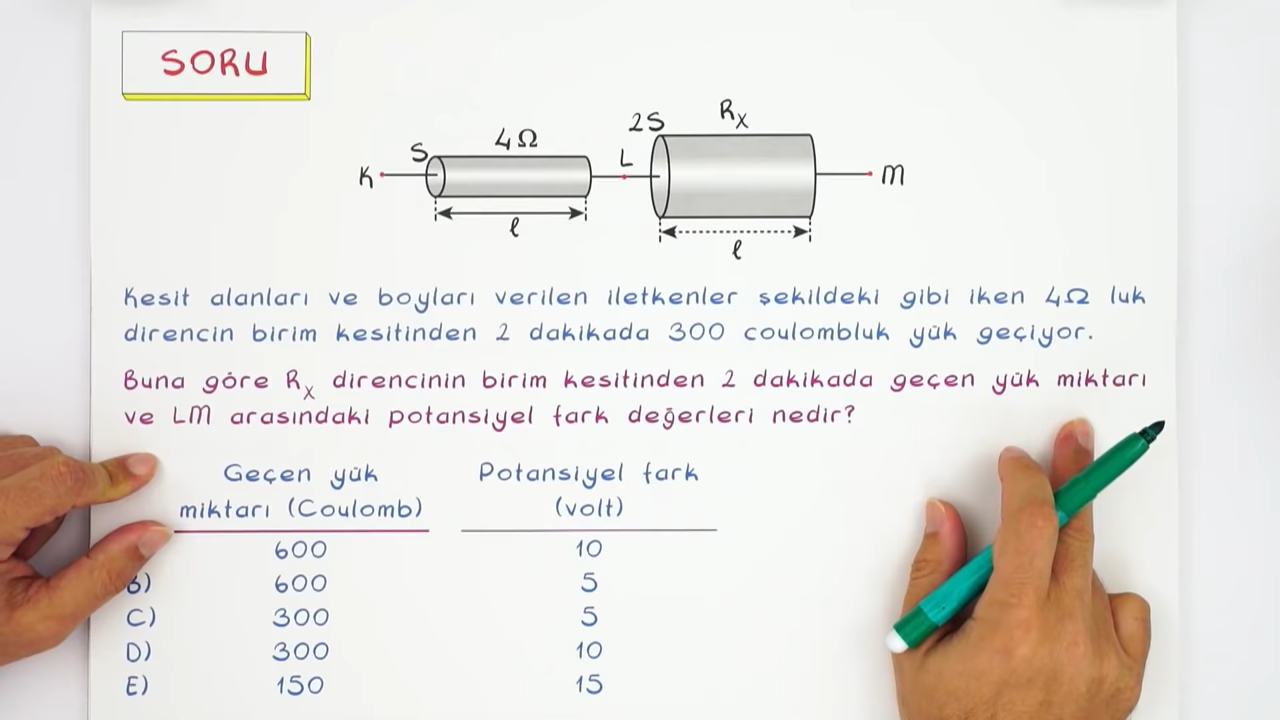 SORU
S 4Ω 2S Rx
K L M
ℓ ℓ
Kesit alanları ve boyları verilen iletkenler şekildeki gibi iken 4Ω luk
direncin birim kesitinden 2 dakikada 300 coulombluk yük geçiyor.
Buna göre Rx direncinin birim kesitinden 2 dakikada geçen yük miktarı
ve LM arasındaki potansiyel fark değerleri nedir?
Geçen yük Potansiyel fark
miktarı (Coulomb) (volt)
600 10
B) 600 5
C) 300 5
D) 300 10
E) 150 15